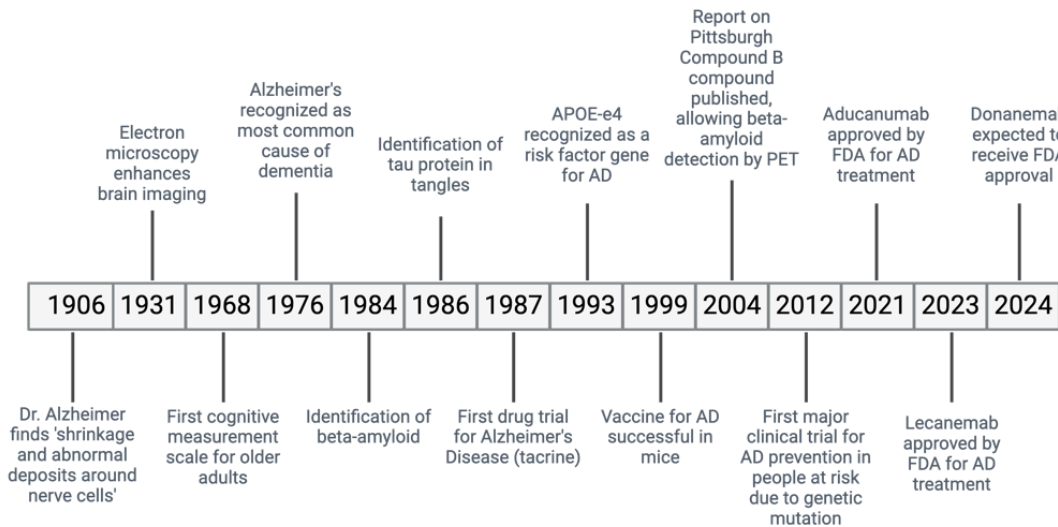 Report on
Pittsburgh
Compound B
compound
published,
allowing beta-
amyloid
detection by PET
Alzheimer's
recognized as
most common
cause of
dementia
Electron
microscopy
enhances
brain imaging
Identification of
tau protein in
tangles
APOE-e4
recognized as a
risk factor gene
for AD
Aducanumab
approved by
FDA for AD
treatment
expected
receive FDA
approval
1906 1931 1968 1976 1984 1986 1987 1993 1999 2004 2012 2021 2023 2024
Dr. Alzheimer
finds 'shrinkage
and abnormal
deposits around
nerve cells'
First cognitive
measurement
scale for older
adults
Identification of
beta-amyloid
First drug trial
for Alzheimer's
Disease (tacrine)
Vaccine for AD
successful in
mice
First major
clinical trial for
AD prevention in
people at risk
due to genetic
mutation
Lecanemab
approved by
FDA for AD
treatment